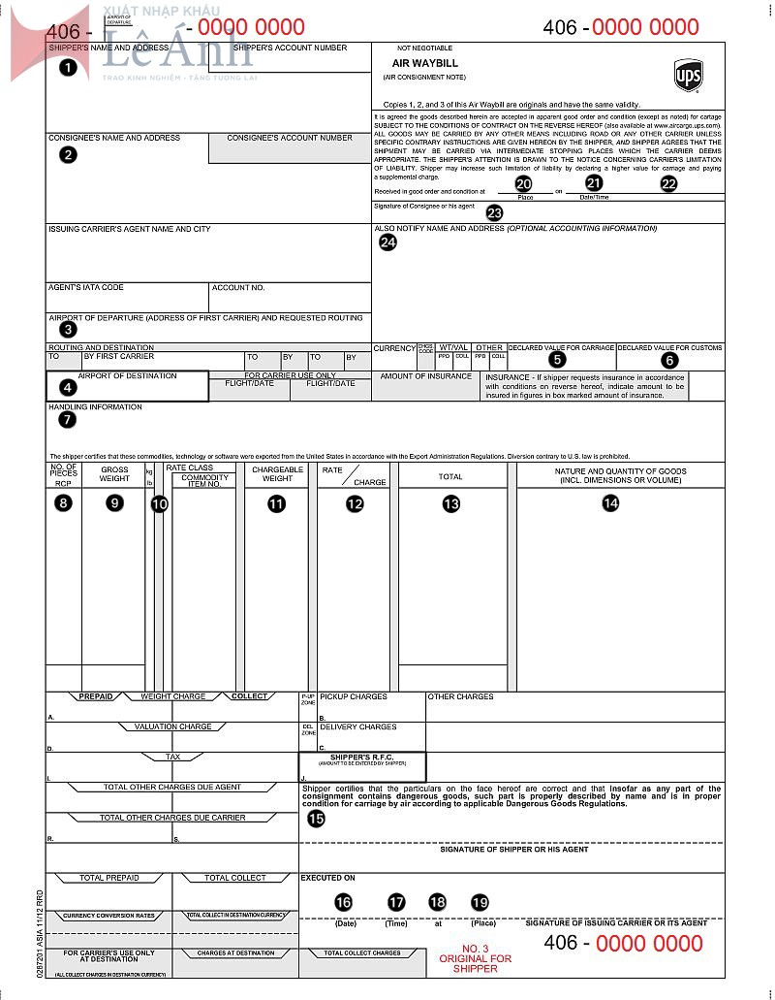 XUẤT NHẬP KHẨU
Lê Ánh
TRAO KINH NGHIỆM - TẶNG TƯƠNG LAI
406 -
AIRPORT OF
DEPARTURE
- 0000 0000
406 - 0000 0000
SHIPPER'S NAME AND ADDRESS
SHIPPER'S ACCOUNT NUMBER
1
NOT NEGOTIABLE
AIR WAYBILL
(AIR CONSIGNMENT NOTE)
ups
Copies 1, 2, and 3 of this Air Waybill are originals and have the same validity.
CONSIGNEE'S NAME AND ADDRESS
CONSIGNEE'S ACCOUNT NUMBER
2
It is agreed the goods described herein are accepted in apparent good order and condition (except as noted) for cartage
SUBJECT TO THE CONDITIONS OF CONTRACT ON THE REVERSE HEREOF (also available at www.aircargo.ups.com).
ALL GOODS MAY BE CARRIED BY ANY OTHER MEANS INCLUDING ROAD OR ANY OTHER CARRIER UNLESS
SPECIFIC CONTRARY INSTRUCTIONS ARE GIVEN HEREON BY THE SHIPPER, AND SHIPPER AGREES THAT THE
SHIPMENT MAY BE CARRIED VIA INTERMEDIATE STOPPING PLACES WHICH THE CARRIER DEEMS
APPROPRIATE. THE SHIPPER'S ATTENTION IS DRAWN TO THE NOTICE CONCERNING CARRIER'S LIMITATION
OF LIABILITY. Shipper may increase such limitation of liability by declaring a higher value for carriage and paying
a supplemental charge.
20 21 22
Received in good order and condition at
on
Place
Date/Time
Signature of Consignee or his agent
23
ISSUING CARRIER'S AGENT NAME AND CITY
ALSO NOTIFY NAME AND ADDRESS (OPTIONAL ACCOUNTING INFORMATION)
24
AGENT'S IATA CODE
ACCOUNT NO.
AIRPORT OF DEPARTURE (ADDRESS OF FIRST CARRIER) AND REQUESTED ROUTING
3
ROUTING AND DESTINATION
TO
BY FIRST CARRIER
TO
BY
TO
BY
CURRENCY
CHGS
CODE
WT/VAL
PPD
COLL
OTHER
PPD
COLL
DECLARED VALUE FOR CARRIAGE
5
DECLARED VALUE FOR CUSTOMS
6
AIRPORT OF DESTINATION
4
FOR CARRIER USE ONLY
FLIGHT/DATE
FLIGHT/DATE
AMOUNT OF INSURANCE
INSURANCE - If shipper requests insurance in accordance
with conditions on reverse hereof, indicate amount to be
insured in figures in box marked amount of insurance.
HANDLING INFORMATION
7
The shipper certifies that these commodities, technology or software were exported from the United States in accordance with the Export Administration Regulations. Diversion contrary to U.S. law is prohibited.
NO. OF
PIECES
RCP
GROSS
WEIGHT
kg
lb
RATE CLASS
COMMODITY
ITEM NO.
CHARGEABLE
WEIGHT
RATE
CHARGE
TOTAL
NATURE AND QUANTITY OF GOODS
(INCL. DIMENSIONS OR VOLUME)
8 9 10 11 12 13 14
PREPAID
WEIGHT CHARGE
COLLECT
A.
P-UP
ZONE
PICKUP CHARGES
B.
OTHER CHARGES
VALUATION CHARGE
D.
DEL
ZONE
DELIVERY CHARGES
C.
TAX
I.
SHIPPER'S R.F.C.
(AMOUNT TO BE ENTERED BY SHIPPER)
J.
TOTAL OTHER CHARGES DUE AGENT
Shipper certifies that the particulars on the face hereof are correct and that Insofar as any part of the
consignment contains dangerous goods, such part is properly described by name and is in proper
condition for carriage by air according to applicable Dangerous Goods Regulations.
TOTAL OTHER CHARGES DUE CARRIER
R.
S.
15
SIGNATURE OF SHIPPER OR HIS AGENT
TOTAL PREPAID
TOTAL COLLECT
EXECUTED ON
16 17 18 19
CURRENCY CONVERSION RATES
TOTAL COLLECT IN DESTINATION CURRENCY
(Date)
(Time)
at
(Place)
SIGNATURE OF ISSUING CARRIER OR ITS AGENT
FOR CARRIER'S USE ONLY
AT DESTINATION
(ALL COLLECT CHARGES IN DESTINATION CURRENCY)
CHARGES AT DESTINATION
TOTAL COLLECT CHARGES
NO. 3
ORIGINAL FOR
SHIPPER
406 - 0000 0000
0287201 ASIA 11/12 RRD